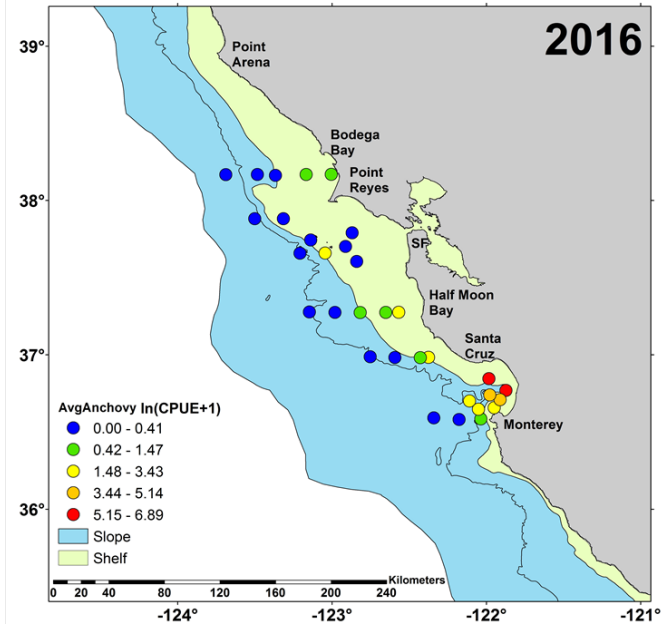 2016
39°
38°
37°
36°
Point
Arena
Bodega
Bay
Point
Reyes
SF
Half Moon
Bay
Santa
Cruz
Monterey
AvgAnchovy ln(CPUE+1)
0.00 - 0.41
0.42 - 1.47
1.48 - 3.43
3.44 - 5.14
5.15 - 6.89
Slope
Shelf
Kilometers
0 20 40 80 120 160 200 240
-124° -123° -122° -121°